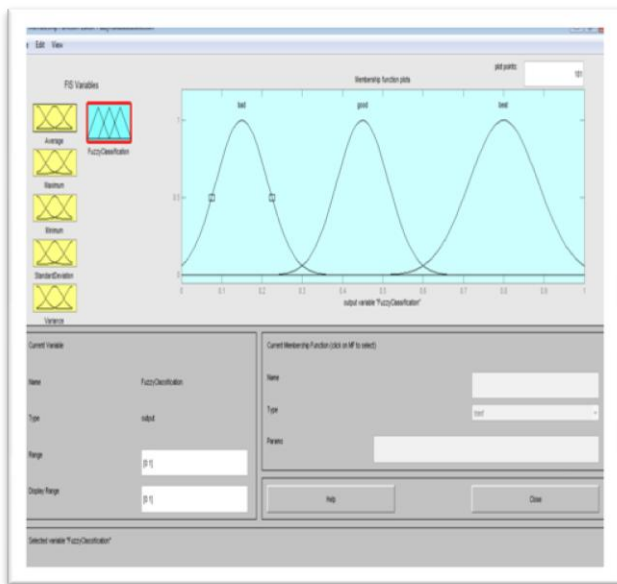 Edit View
FIS Variables
Membership function plots
plot points:
101
Average
FuzzyClassification
Maximum
Minimum
StandardDeviation
Variance
bad good best
1
0.5
0
0 0.1 0.2 0.3 0.4 0.5 0.6 0.7 0.8 0.9 1
output variable "FuzzyClassification"
Current Variable
Name FuzzyClassification
Type output
Range [0 1]
Display Range [0 1]
Current Membership Function (click on MF to select)
Name
Type
Params
Help Close
Selected variable "FuzzyClassification"